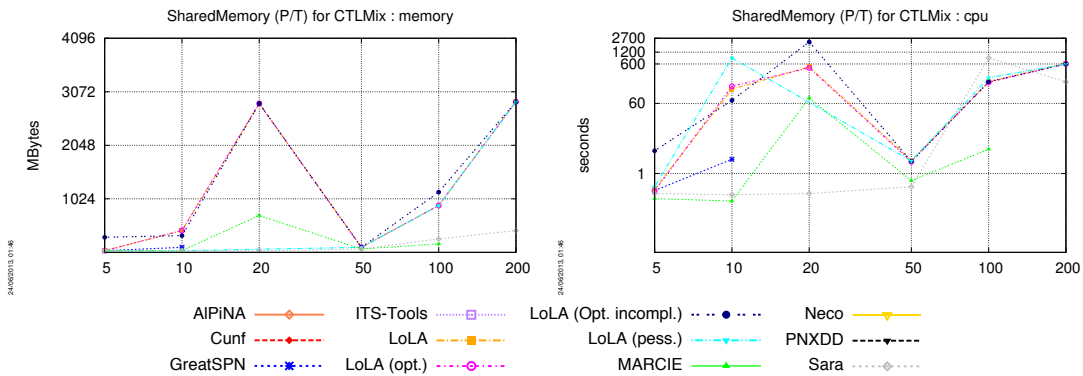 SharedMemory (P/T) for CTLMix : memory
4096
3072
2048
1024
MBytes
5 10 20 50 100 200
24/06/2013, 01:46
SharedMemory (P/T) for CTLMix : cpu
2700
1200
600
60
1
seconds
5 10 20 50 100 200
24/06/2013, 01:46
AlPiNA ITS-Tools LoLA (Opt. incompl.) Neco
Cunf LoLA LoLA (pess.) PNXDD
GreatSPN LoLA (opt.) MARCIE Sara